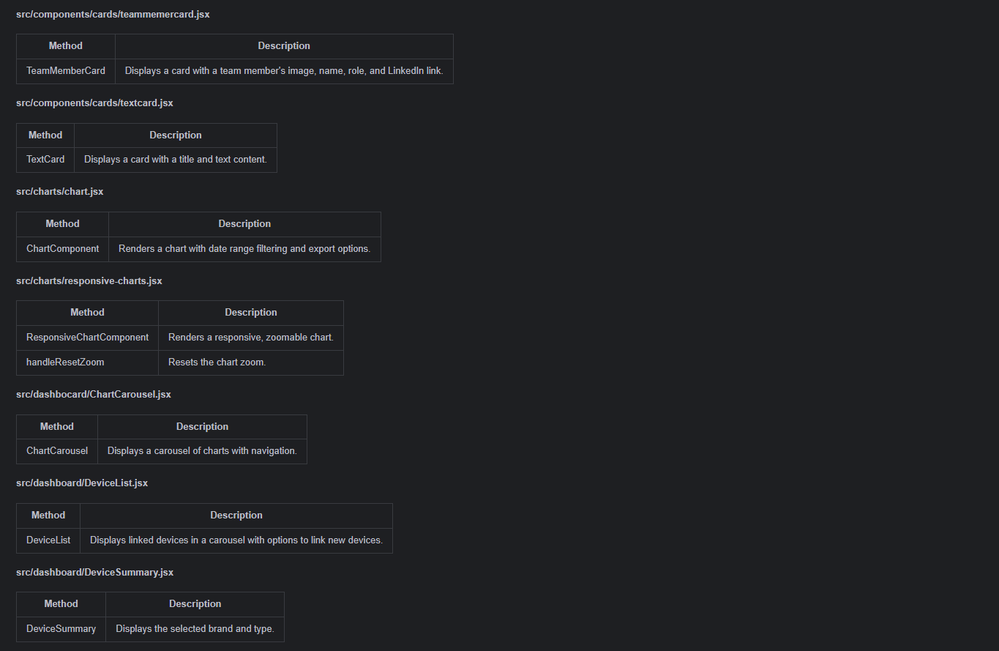 src/components/cards/teammemercard.jsx
Method Description
TeamMemberCard Displays a card with a team member's image, name, role, and LinkedIn link.
src/components/cards/textcard.jsx
Method Description
TextCard Displays a card with a title and text content.
src/charts/chart.jsx
Method Description
ChartComponent Renders a chart with date range filtering and export options.
src/charts/responsive-charts.jsx
Method Description
ResponsiveChartComponent Renders a responsive, zoomable chart.
handleResetZoom Resets the chart zoom.
src/dashbocard/ChartCarousel.jsx
Method Description
ChartCarousel Displays a carousel of charts with navigation.
src/dashboard/DeviceList.jsx
Method Description
DeviceList Displays linked devices in a carousel with options to link new devices.
src/dashboard/DeviceSummary.jsx
Method Description
DeviceSummary Displays the selected brand and type.